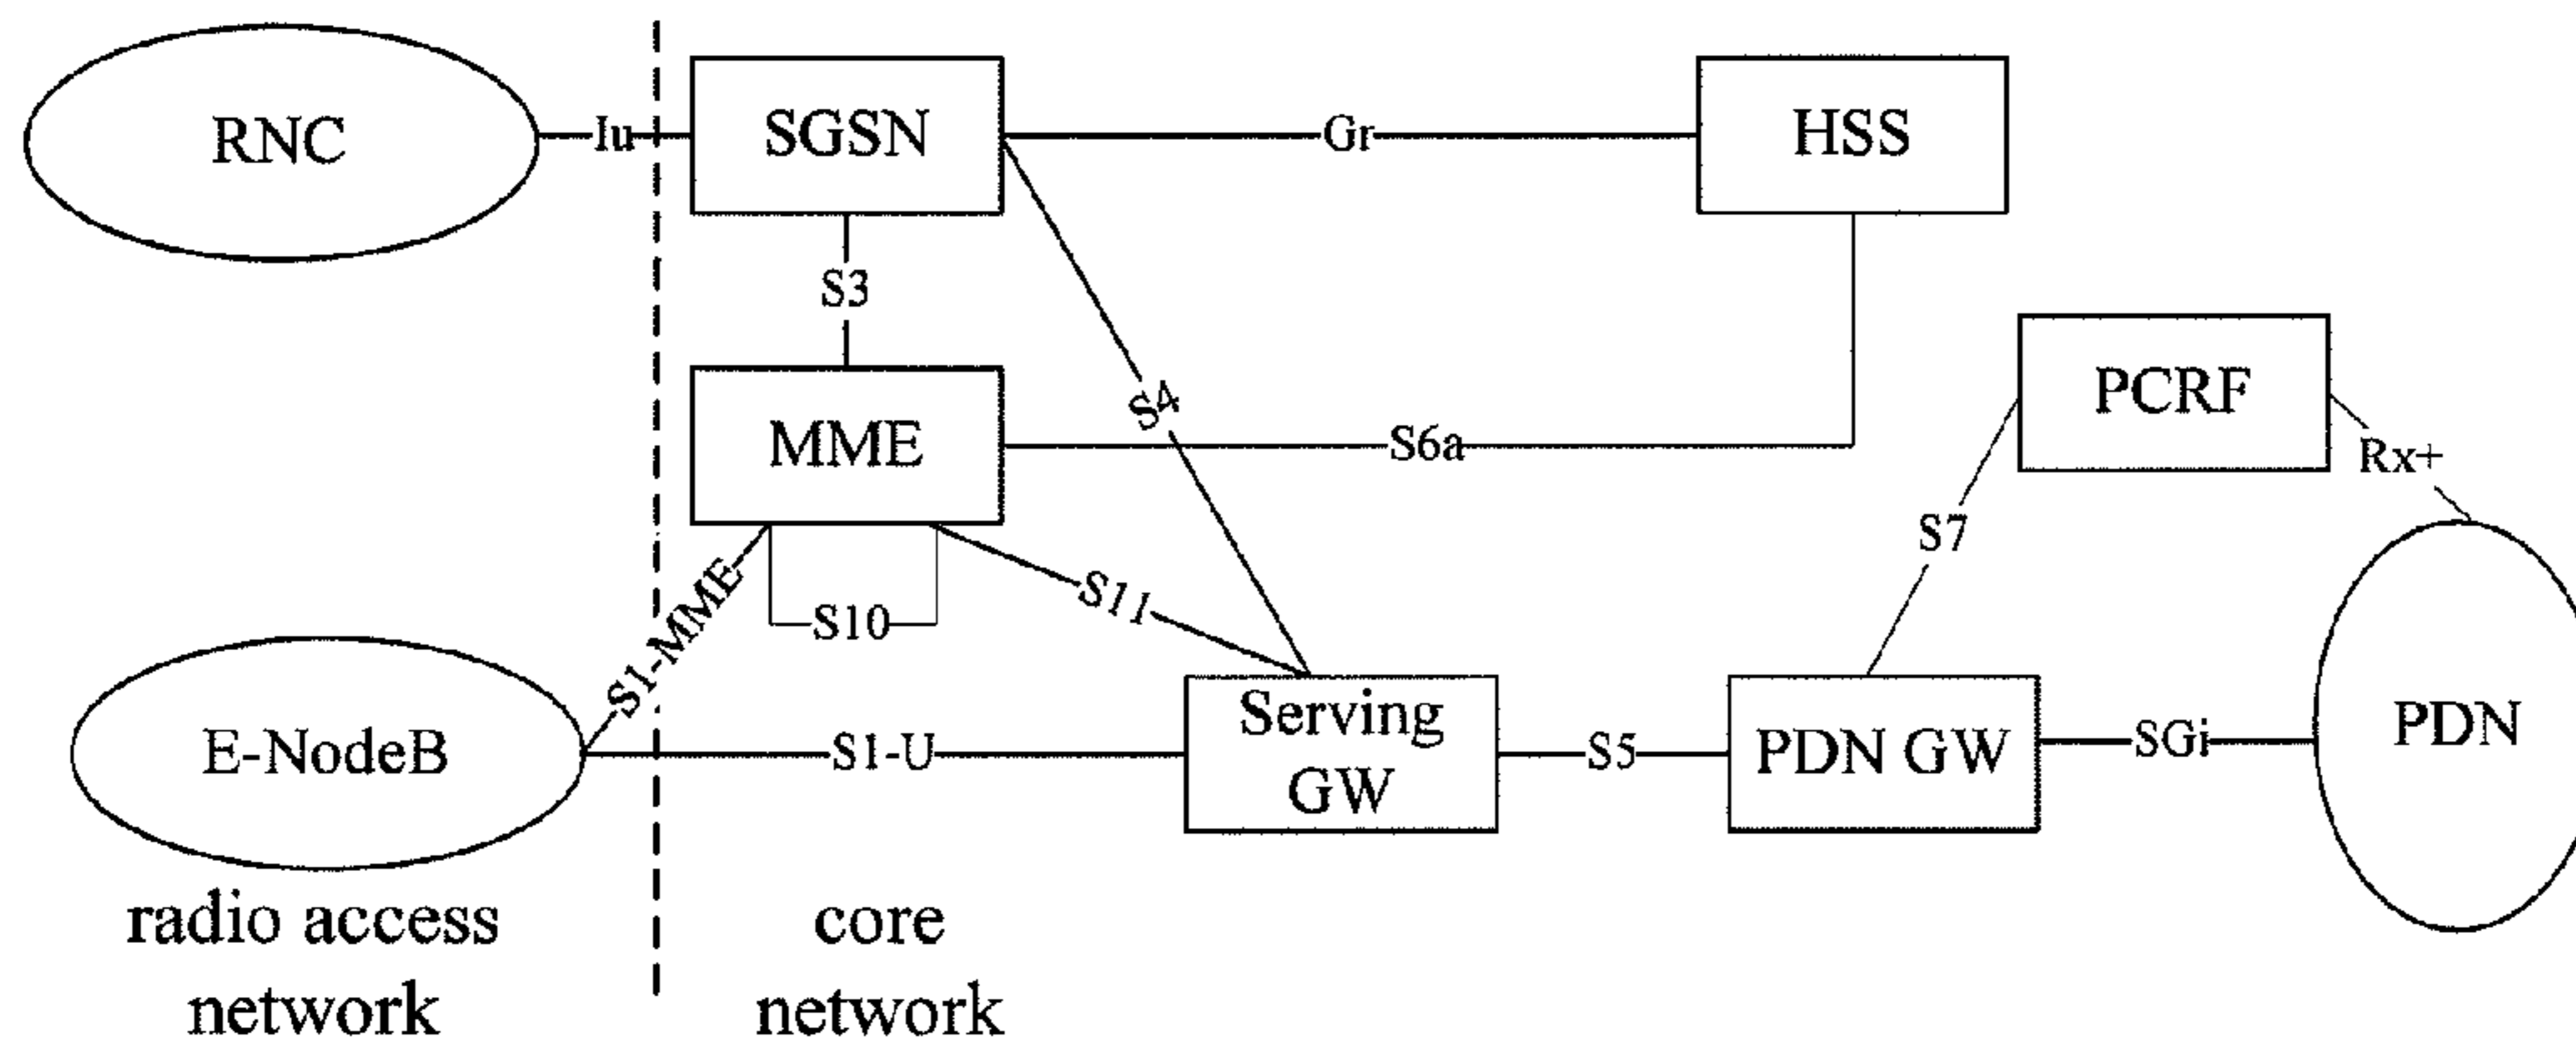 RNC
Iu
SGSN
Gr
HSS
S3
S4
PCRF
MME
S6a
Rx+
S7
S1-MME
S10
S11
E-NodeB
S1-U
Serving
GW
S5
PDN GW
SGi
PDN
radio access
network
core
network